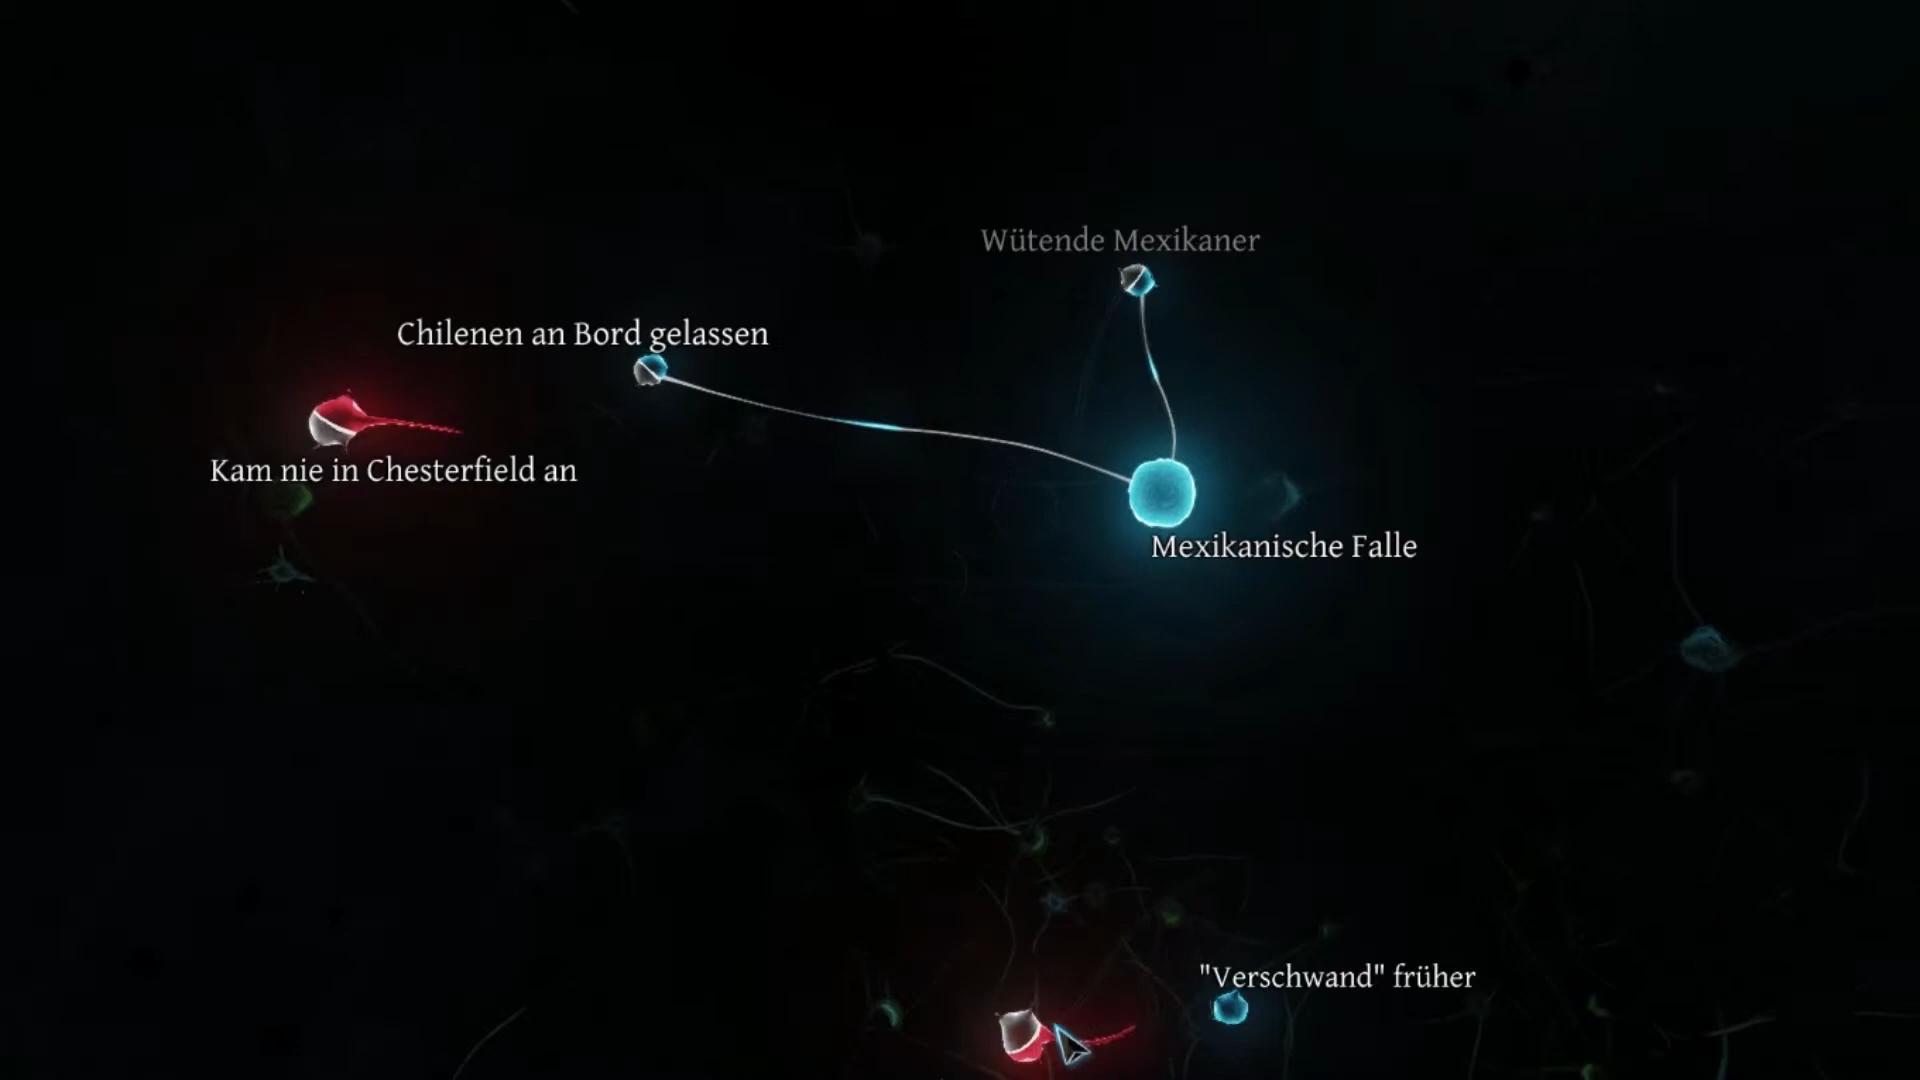 Wütende Mexikaner
Chilenen an Bord gelassen
Kam nie in Chesterfield an
Mexikanische Falle
"Verschwand" früher